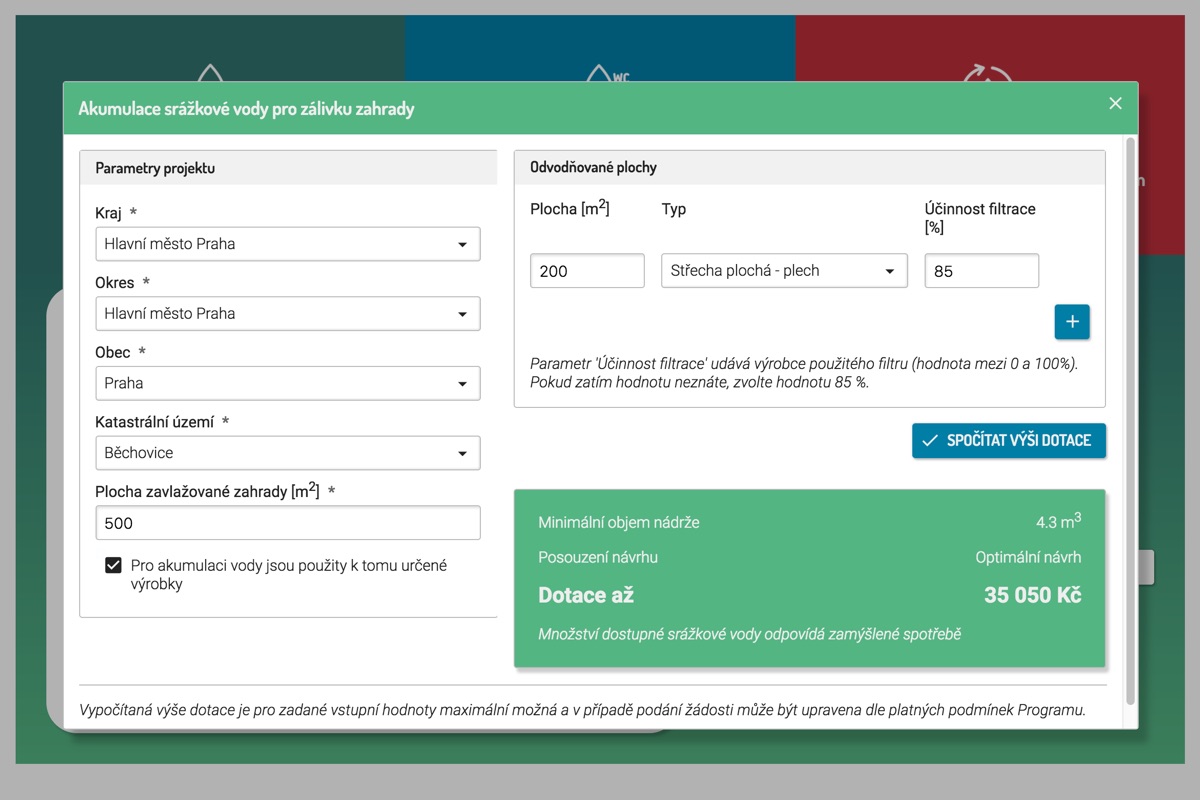 WC
Akumulace srážkové vody pro zálivku zahrady
Parametry projektu
Kraj *
Hlavní město Praha
Okres *
Hlavní město Praha
Obec *
Praha
Katastrální území *
Běchovice
Plocha zavlažované zahrady [m²] *
500
Pro akumulaci vody jsou použity k tomu určené
výrobky
Odvodňované plochy
Plocha [m²]
Typ
Účinnost filtrace
[%]
200
Střecha plochá - plech
85
+
Parametr 'Účinnost filtrace' udává výrobce použitého filtru (hodnota mezi 0 a 100%).
Pokud zatím hodnotu neznáte, zvolte hodnotu 85 %.
SPOČÍTAT VÝŠI DOTACE
Minimální objem nádrže 4.3 m³
Posouzení návrhu Optimální návrh
Dotace až 35 050 Kč
Množství dostupné srážkové vody odpovídá zamýšlené spotřebě
Vypočítaná výše dotace je pro zadané vstupní hodnoty maximální možná a v případě podání žádosti může být upravena dle platných podmínek Programu.